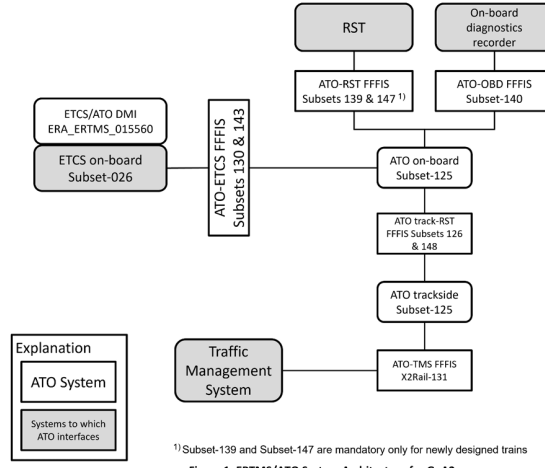 RST
On-board
diagnostics
recorder
ATO-RST FFFIS
Subsets 139 & 147 1)
ATO-OBD FFFIS
Subset-140
ETCS/ATO DMI
ERA_ERTMS_015560
ETCS on-board
Subset-026
ATO-ETCS FFFIS
Subsets 130 & 143
ATO on-board
Subset-125
ATO track-RST
FFFIS Subsets 126
& 148
ATO trackside
Subset-125
Traffic
Management
System
ATO-TMS FFFIS
X2Rail-131
Explanation
ATO System
Systems to which
ATO interfaces
1) Subset-139 and Subset-147 are mandatory only for newly designed trains